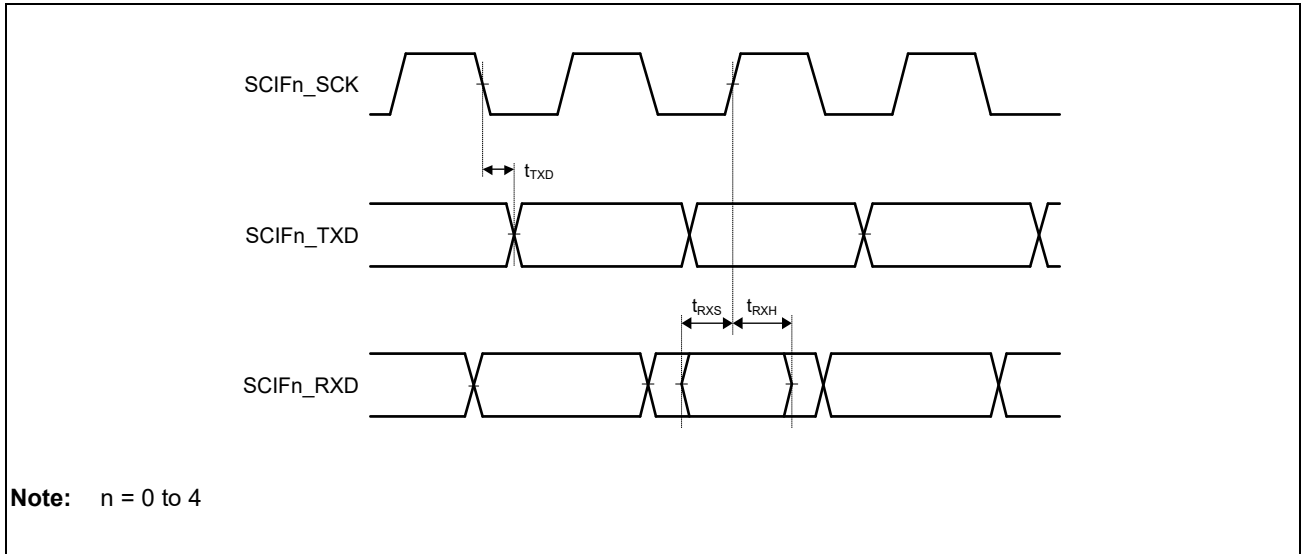 SCIFn_SCK
tTXD
SCIFn_TXD
tRXS tRXH
SCIFn_RXD
Note: n = 0 to 4